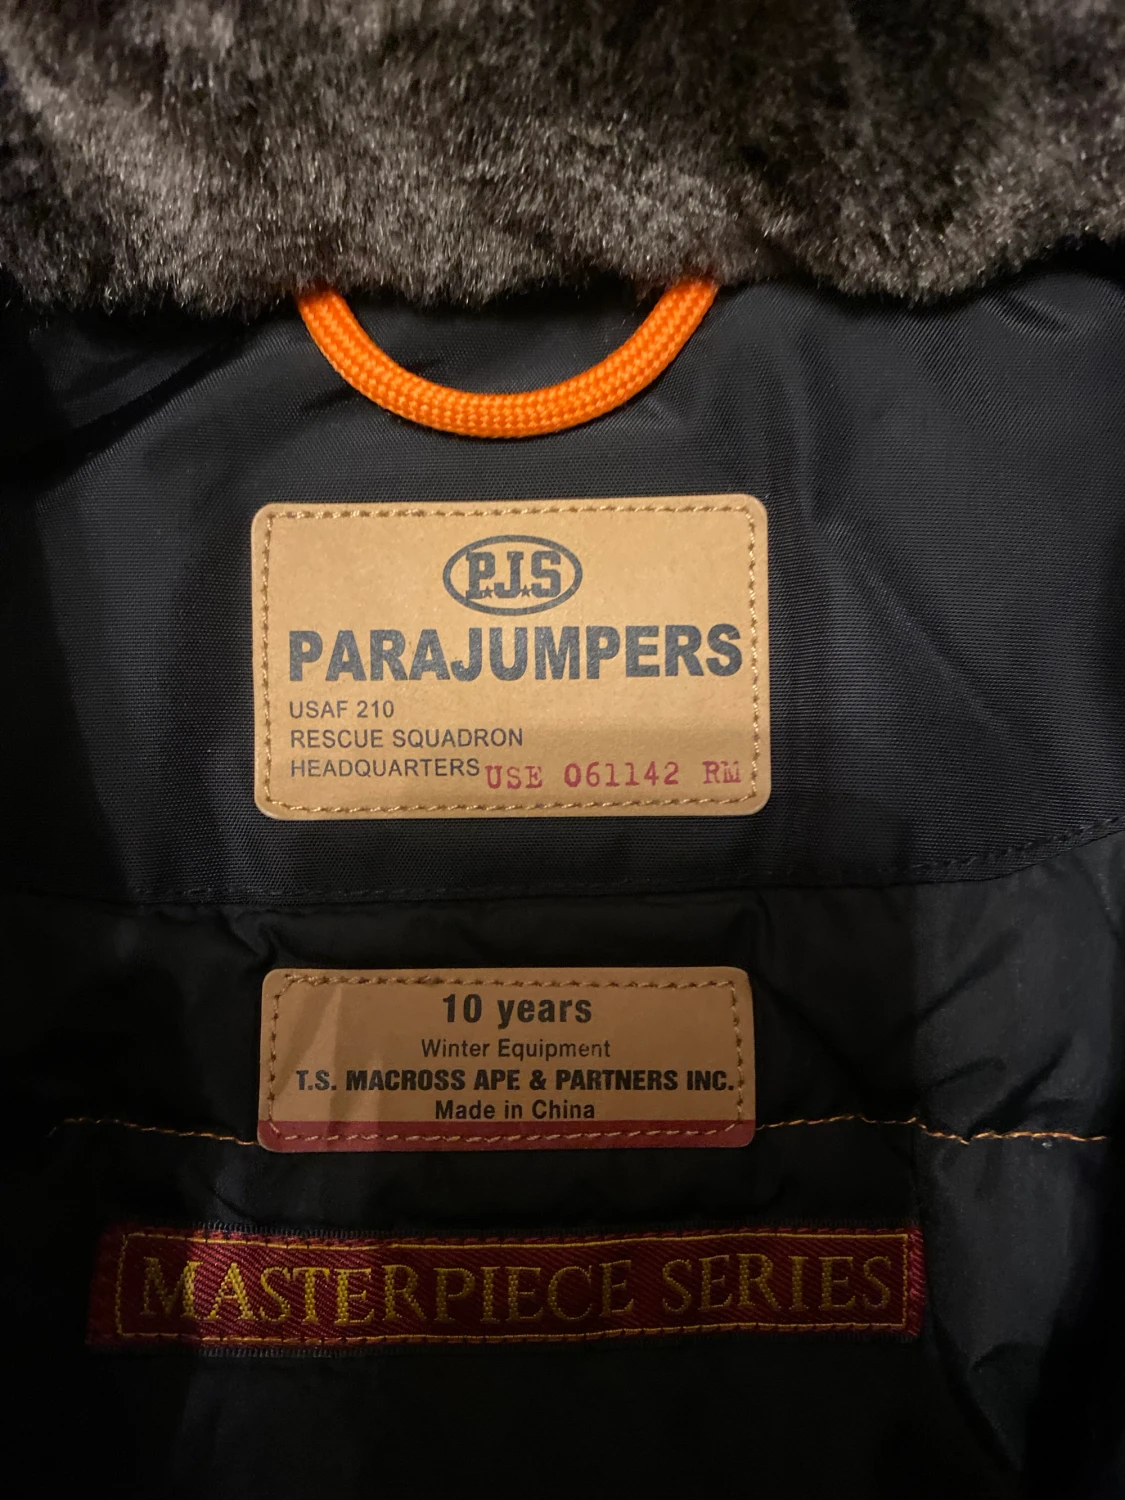 P.J.S
PARAJUMPERS
USAF 210
RESCUE SQUADRON
HEADQUARTERS USE 061142 RM
10 years
Winter Equipment
T.S. MACROSS APE & PARTNERS INC.
Made in China
MASTERPIECE SERIES